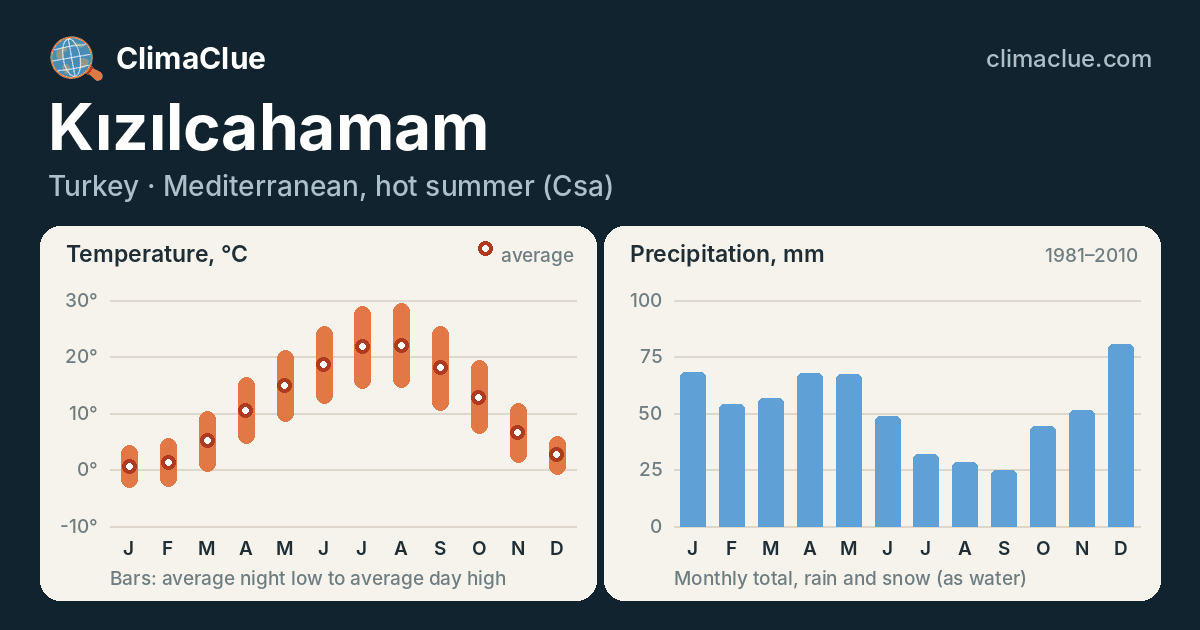 ClimaClue
climaclue.com
Kızılcahamam
Turkey · Mediterranean, hot summer (Csa)
Temperature, °C
average
30°
20°
10°
0°
-10°
J F M A M J J A S O N D
Bars: average night low to average day high
Precipitation, mm
1981–2010
100
75
50
25
0
J F M A M J J A S O N D
Monthly total, rain and snow (as water)